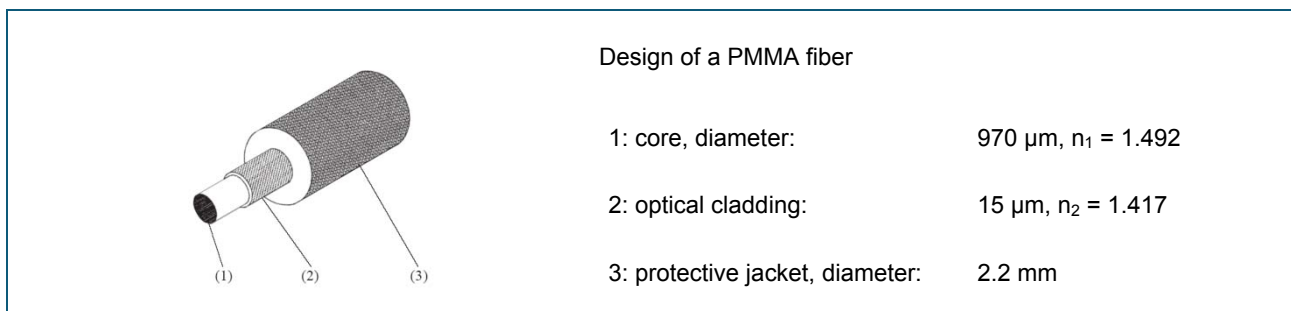 Design of a PMMA fiber
1: core, diameter: 970 µm, n₁ = 1.492
2: optical cladding: 15 µm, n₂ = 1.417
3: protective jacket, diameter: 2.2 mm
(1) (2) (3)